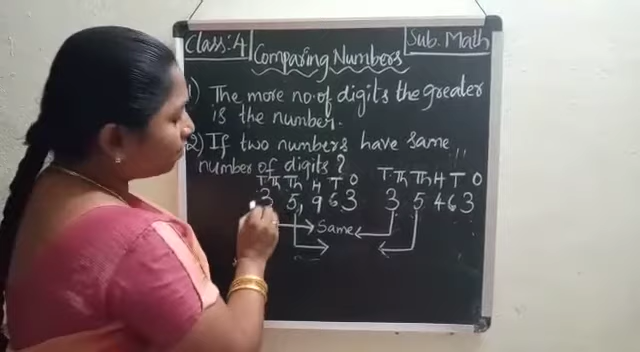 Class: 4
Comparing Numbers
Sub. Math
1) The more no. of digits the greater
is the number.
2) If two numbers have same
number of digits?
T Th Th H T O
3 5, 9 6 3
T Th Th H T O
3 5 4 6 3
Same